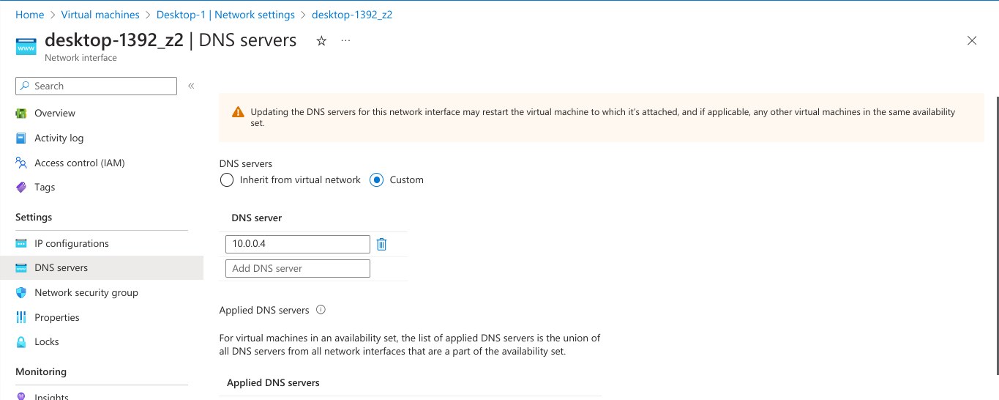 Home > Virtual machines > Desktop-1 | Network settings > desktop-1392_z2
www
desktop-1392_z2 | DNS servers
Network interface
Search
Overview
Activity log
Access control (IAM)
Tags
Settings
IP configurations
DNS servers
Network security group
Properties
Locks
Monitoring
Insights
Updating the DNS servers for this network interface may restart the virtual machine to which it's attached, and if applicable, any other virtual machines in the same availability
set.
DNS servers
Inherit from virtual network Custom
DNS server
10.0.0.4
Add DNS server
Applied DNS servers
For virtual machines in an availability set, the list of applied DNS servers is the union of
all DNS servers from all network interfaces that are a part of the availability set.
Applied DNS servers